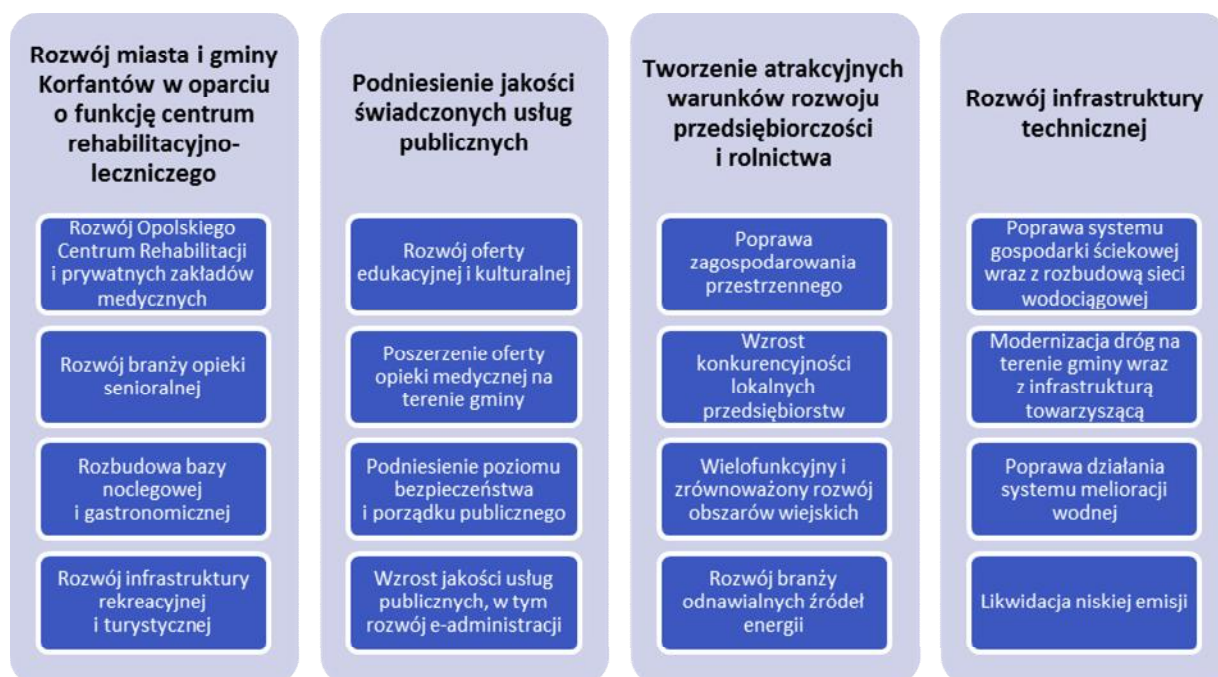 Rozwój miasta i gminy
Korfantów w oparciu
o funkcję centrum
rehabilitacyjno-
leczniczego
Rozwój Opolskiego
Centrum Rehabilitacji
i prywatnych zakładów
medycznych
Rozwój branży opieki
senioralnej
Rozbudowa bazy
noclegowej
i gastronomicznej
Rozwój infrastruktury
rekreacyjnej
i turystycznej
Podniesienie jakości
świadczonych usług
publicznych
Rozwój oferty
edukacyjnej i kulturalnej
Poszerzenie oferty
opieki medycznej na
terenie gminy
Podniesienie poziomu
bezpieczeństwa
i porządku publicznego
Wzrost jakości usług
publicznych, w tym
rozwój e-administracji
Tworzenie atrakcyjnych
warunków rozwoju
przedsiębiorczości
i rolnictwa
Poprawa
zagospodarowania
przestrzennego
Wzrost
konkurencyjności
lokalnych
przedsiębiorstw
Wielofunkcyjny i
zrównoważony rozwój
obszarów wiejskich
Rozwój branży
odnawialnych źródeł
energii
Rozwój infrastruktury
technicznej
Poprawa systemu
gospodarki ściekowej
wraz z rozbudową sieci
wodociągowej
Modernizacja dróg na
terenie gminy wraz
z infrastrukturą
towarzyszącą
Poprawa działania
systemu melioracji
wodnej
Likwidacja niskiej emisji